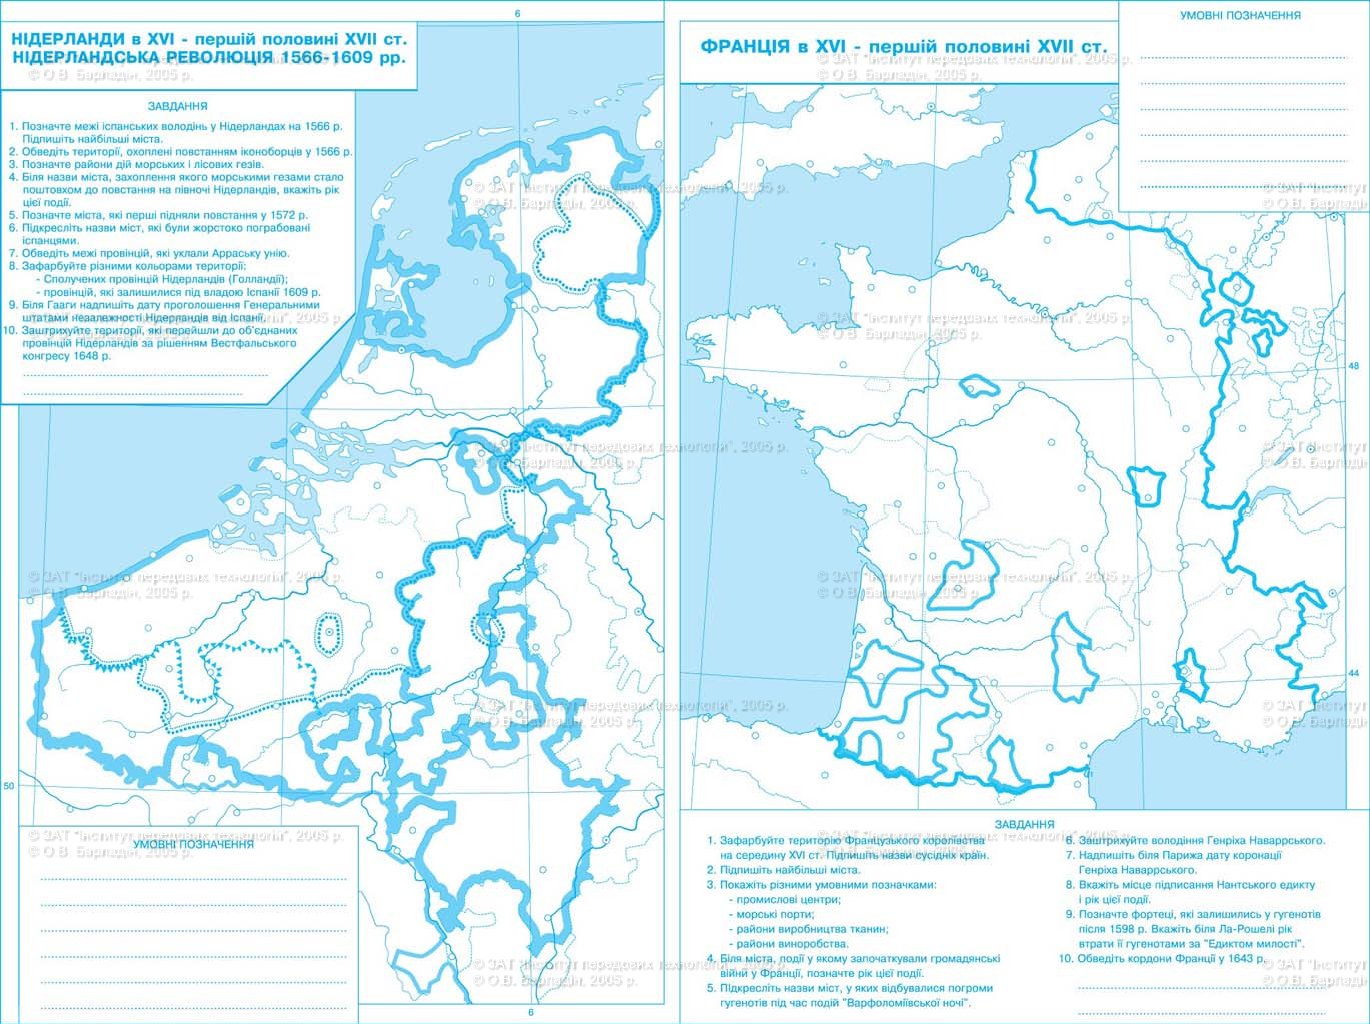 6
НІДЕРЛАНДИ в XVI - першій половині XVII ст.
НІДЕРЛАНДСЬКА РЕВОЛЮЦІЯ 1566-1609 рр.
ЗАВДАННЯ
1. Позначте межі іспанських володінь у Нідерландах на 1566 р.
Підпишіть найбільші міста.
2. Обведіть території, охоплені повстанням іконоборців у 1566 р.
3. Позначте райони дій морських і лісових гезів.
4. Біля назви міста, захоплення якого морськими гезами стало
поштовхом до повстання на півночі Нідерландів, вкажіть рік
цієї події.
5. Позначте міста, які перші підняли повстання у 1572 р.
6. Підкресліть назви міст, які були жорстоко пограбовані
іспанцями.
7. Обведіть межі провінцій, які уклали Арраську унію.
8. Зафарбуйте різними кольорами території:
- Сполучених провінцій Нідерландів (Голландії);
- провінцій, які залишилися під владою Іспанії 1609 р.
9. Біля Гааги надпишіть дату проголошення Генеральними
штатами незалежності Нідерландів від Іспанії.
10. Заштрихуйте території, які перейшли до об'єднаних
провінцій Нідерландів за рішенням Вестфальського
конгресу 1648 р.
50
УМОВНІ ПОЗНАЧЕННЯ
6
ФРАНЦІЯ в XVI - першій половині XVII ст.
УМОВНІ ПОЗНАЧЕННЯ
48
44
ЗАВДАННЯ
1. Зафарбуйте територію Французького королівства
на середину XVI ст. Підпишіть назви сусідніх країн.
2. Підпишіть найбільші міста.
3. Покажіть різними умовними позначками:
- промислові центри;
- морські порти;
- райони виробництва тканин;
- райони виноробства.
4. Біля міста, події у якому започаткували громадянські
війни у Франції, позначте рік цієї події.
5. Підкресліть назви міст, у яких відбувалися погроми
гугенотів під час подій "Варфоломіївської ночі".
6. Заштрихуйте володіння Генріха Наваррського.
7. Надпишіть біля Парижа дату коронації
Генріха Наваррського.
8. Вкажіть місце підписання Нантського едикту
і рік цієї події.
9. Позначте фортеці, які залишились у гугенотів
після 1598 р. Вкажіть біля Ла-Рошелі рік
втрати її гугенотами за "Едиктом милості".
10. Обведіть кордони Франції у 1643 р.
© ЗАТ "Інститут передових технологій", 2005 р.
© О.В. Барладін, 2005 р.